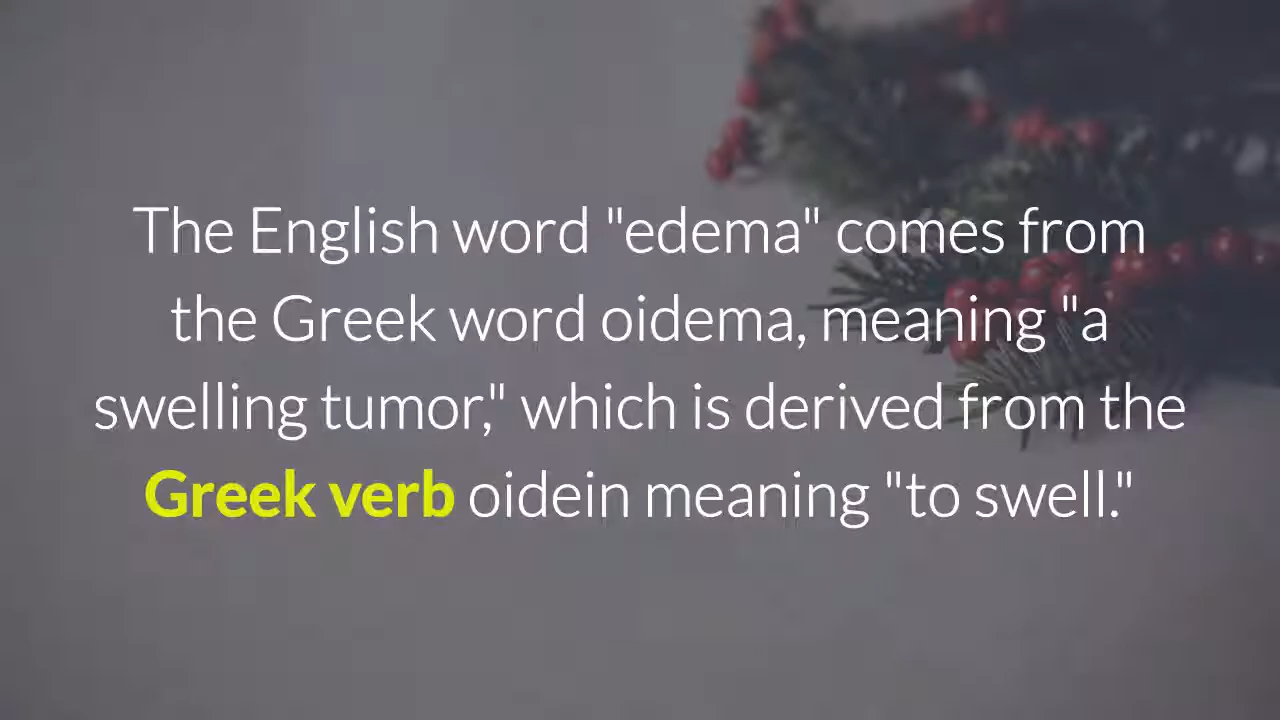 The English word "edema" comes from
the Greek word oidema, meaning "a
swelling tumor," which is derived from the
Greek verb oidein meaning "to swell."